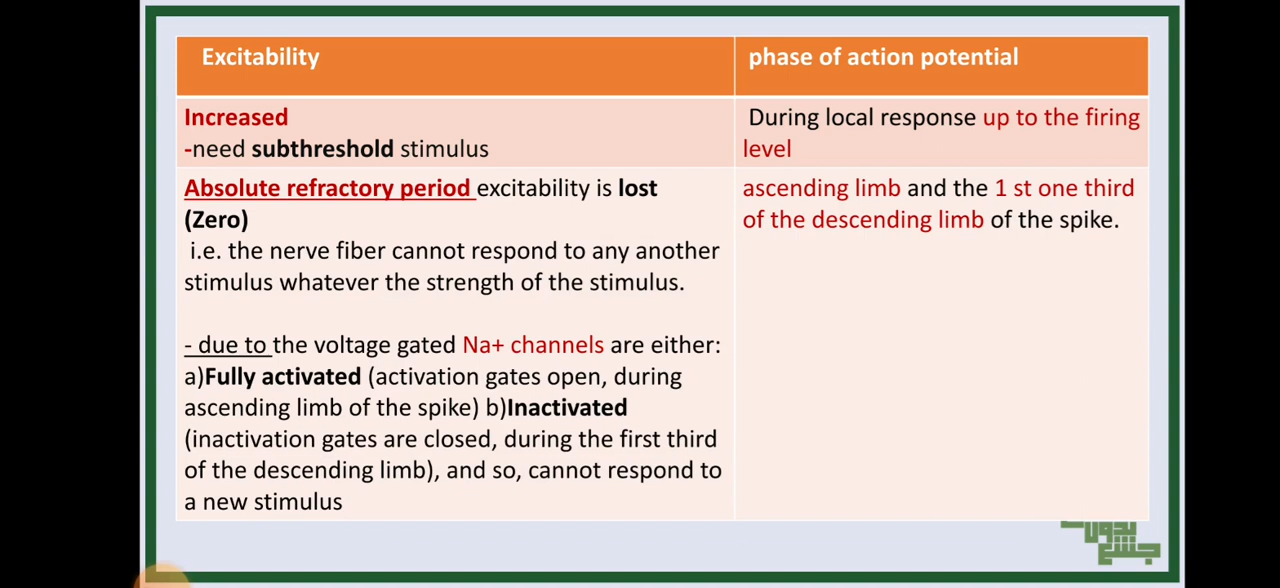 Excitability
phase of action potential
Increased
-need subthreshold stimulus
During local response up to the firing
level
Absolute refractory period excitability is lost
(Zero)
i.e. the nerve fiber cannot respond to any another
stimulus whatever the strength of the stimulus.
- due to the voltage gated Na+ channels are either:
a)Fully activated (activation gates open, during
ascending limb of the spike) b)Inactivated
(inactivation gates are closed, during the first third
of the descending limb), and so, cannot respond to
a new stimulus
ascending limb and the 1 st one third
of the descending limb of the spike.
بدون
جشع